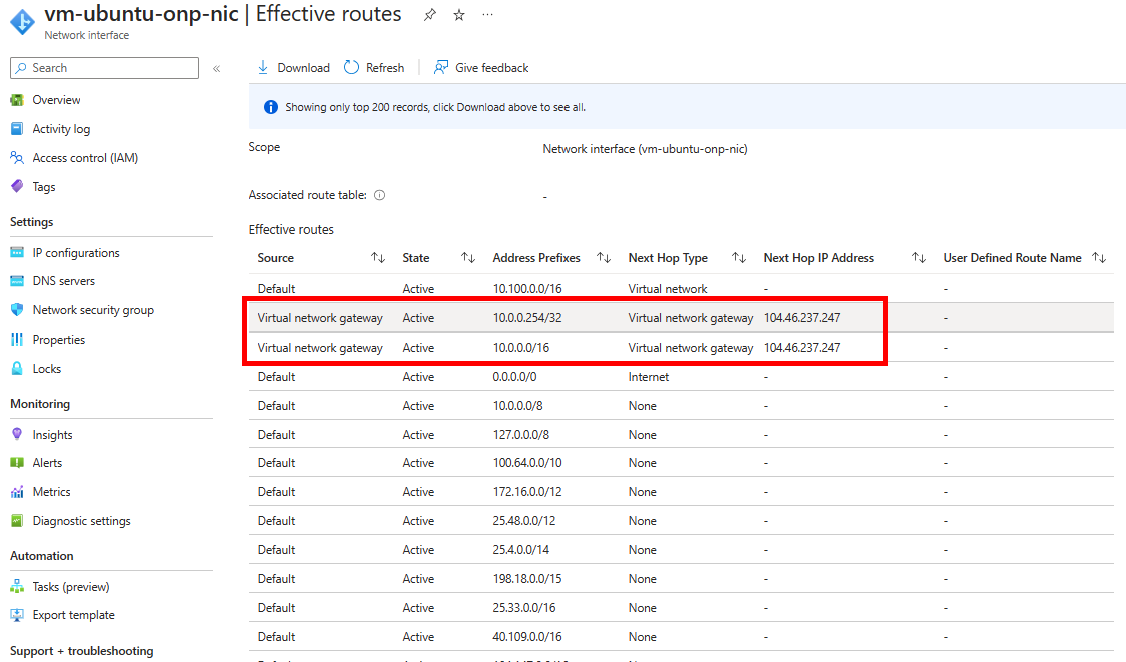 vm-ubuntu-onp-nic | Effective routes
Network interface
Search
Download Refresh Give feedback
Overview
Activity log
Access control (IAM)
Tags
Settings
IP configurations
DNS servers
Network security group
Properties
Locks
Monitoring
Insights
Alerts
Metrics
Diagnostic settings
Automation
Tasks (preview)
Export template
Support + troubleshooting
Showing only top 200 records, click Download above to see all.
Scope Network interface (vm-ubuntu-onp-nic)
Associated route table: -
Effective routes
Source State Address Prefixes Next Hop Type Next Hop IP Address User Defined Route Name
Default Active 10.100.0.0/16 Virtual network - -
Virtual network gateway Active 10.0.0.254/32 Virtual network gateway 104.46.237.247 -
Virtual network gateway Active 10.0.0.0/16 Virtual network gateway 104.46.237.247 -
Default Active 0.0.0.0/0 Internet - -
Default Active 10.0.0.0/8 None - -
Default Active 127.0.0.0/8 None - -
Default Active 100.64.0.0/10 None - -
Default Active 172.16.0.0/12 None - -
Default Active 25.48.0.0/12 None - -
Default Active 25.4.0.0/14 None - -
Default Active 198.18.0.0/15 None - -
Default Active 25.33.0.0/16 None - -
Default Active 40.109.0.0/16 None - -